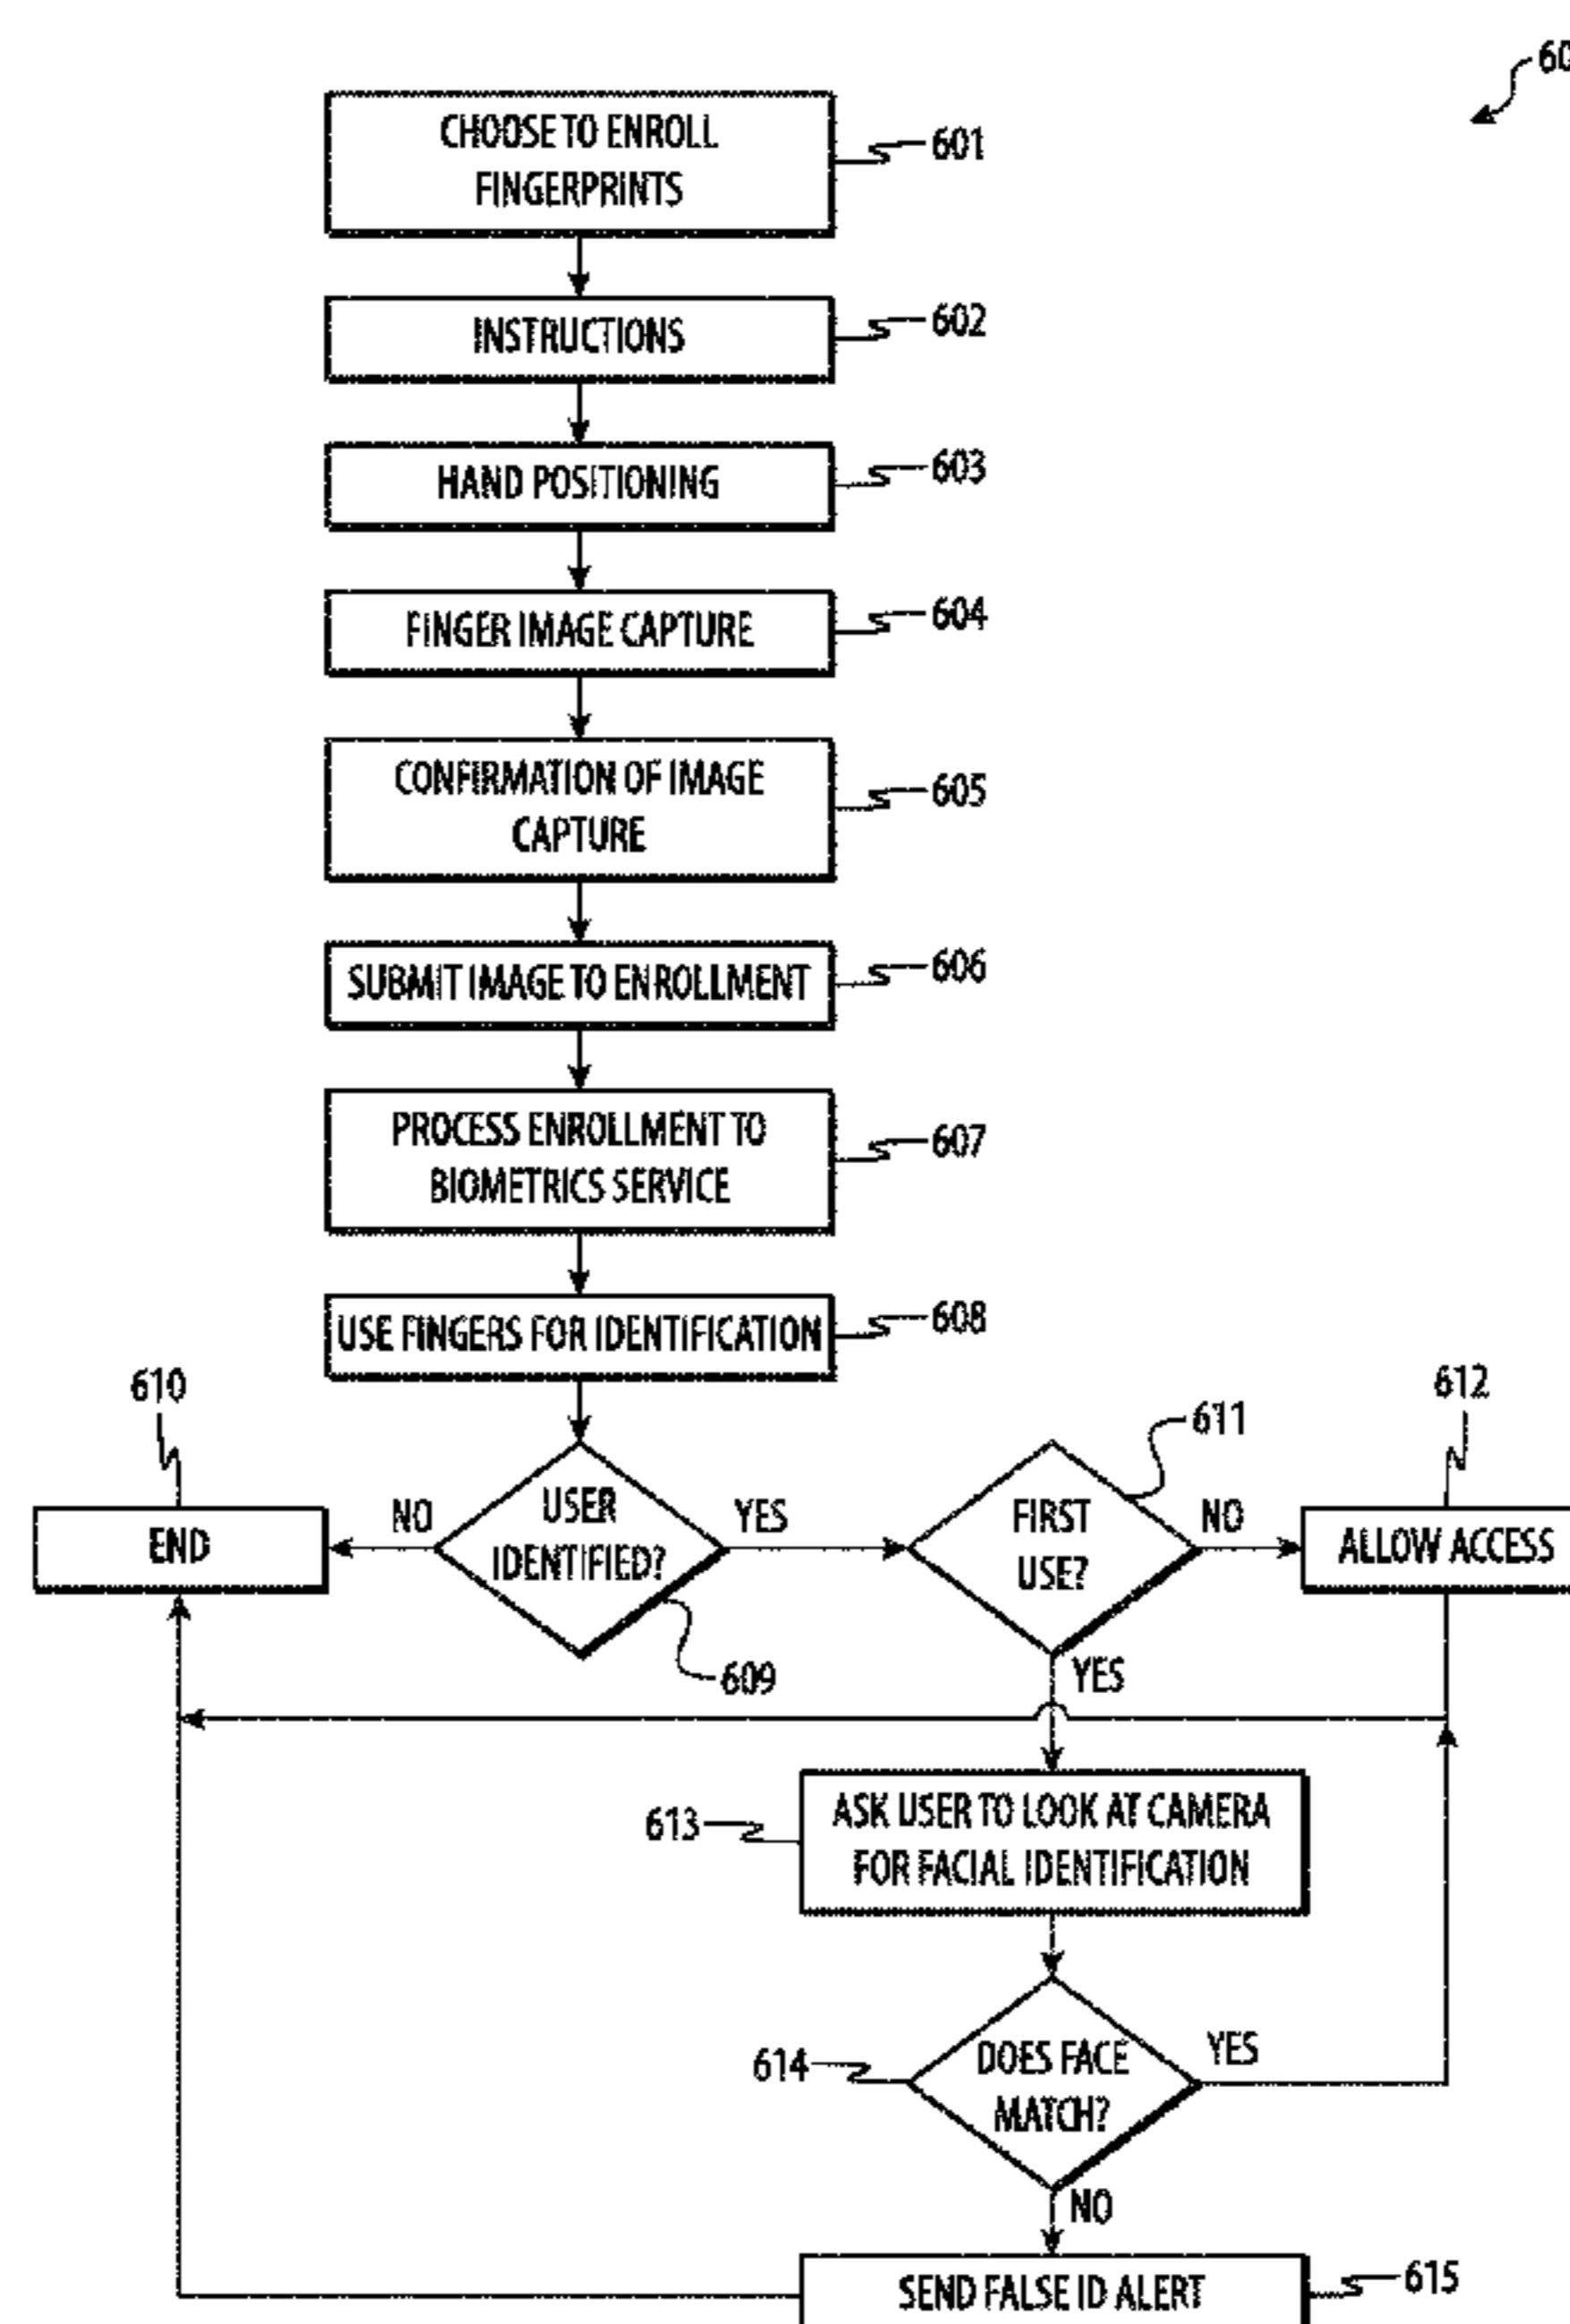 60
CHOOSE TO ENROLL
FINGERPRINTS
601
INSTRUCTIONS
602
HAND POSITIONING
603
FINGER IMAGE CAPTURE
604
CONFIRMATION OF IMAGE
CAPTURE
605
SUBMIT IMAGE TO ENROLLMENT
606
PROCESS ENROLLMENT TO
BIOMETRICS SERVICE
607
USE FINGERS FOR IDENTIFICATION
608
610
612
611
END
NO
USER
IDENTIFIED?
YES
FIRST
USE?
NO
ALLOW ACCESS
609
YES
613
ASK USER TO LOOK AT CAMERA
FOR FACIAL IDENTIFICATION
614
DOES FACE
MATCH?
YES
NO
SEND FALSE ID ALERT
615